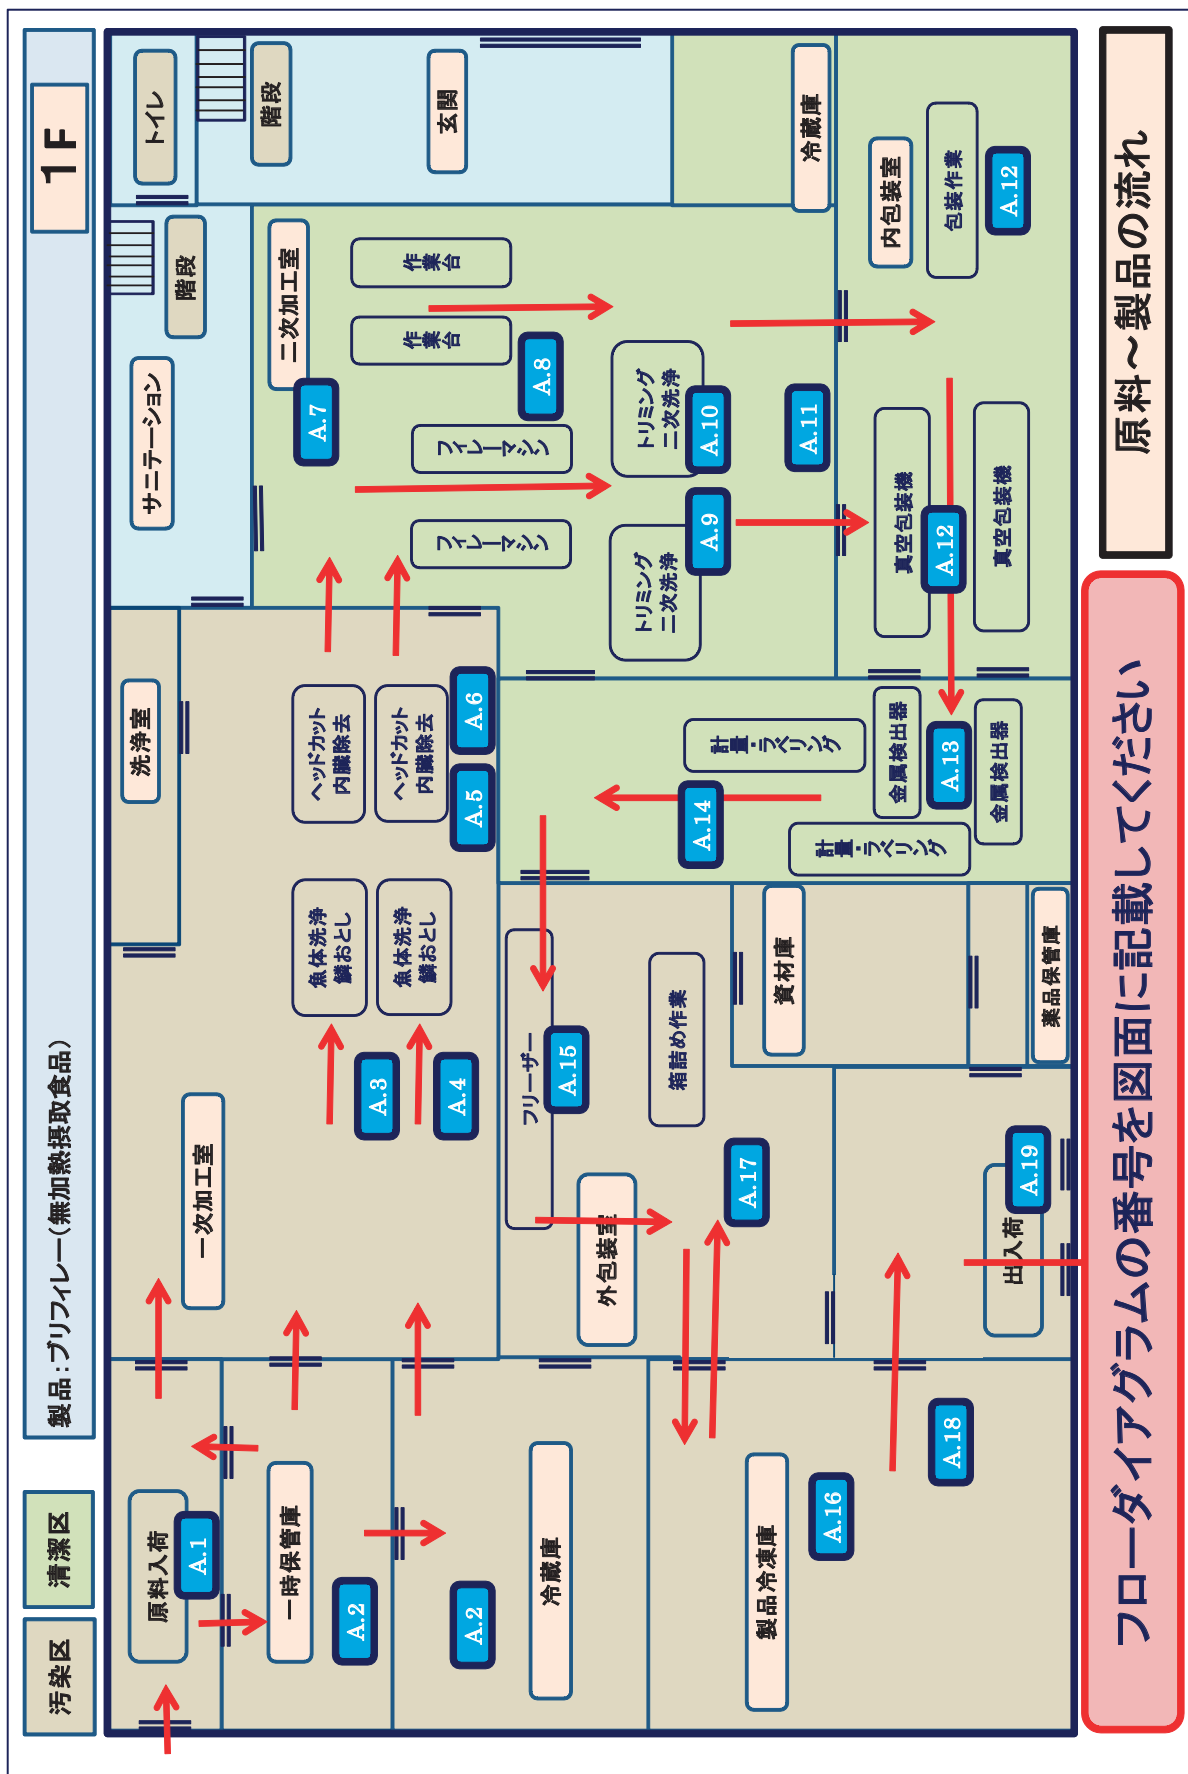 汚染区
清潔区
製品：ブリフィレー（無加熱摂取食品）
1F
原料入荷
A.1
一時保管庫
A.2
A.2
冷蔵庫
製品冷凍庫
A.16
A.18
一次加工室
A.3
A.4
魚体洗浄
鱗おとし
魚体洗浄
鱗おとし
洗浄室
ヘッドカット
内臓除去
ヘッドカット
内臓除去
A.5
A.6
フリーザー
A.15
外包装室
箱詰め作業
A.17
資材庫
薬品保管庫
出入荷
A.19
サニテーション
階段
トイレ
階段
玄関
二次加工室
A.7
作業台
作業台
A.8
フィレーマシン
フィレーマシン
トリミング
二次洗浄
A.9
トリミング
二次洗浄
A.10
A.11
冷蔵庫
内包装室
包装作業
A.12
真空包装機
A.12
真空包装機
計量・ラベリング
計量・ラベリング
A.14
金属検出器
A.13
金属検出器
フローダイアグラムの番号を図面に記載してください
原料～製品の流れ